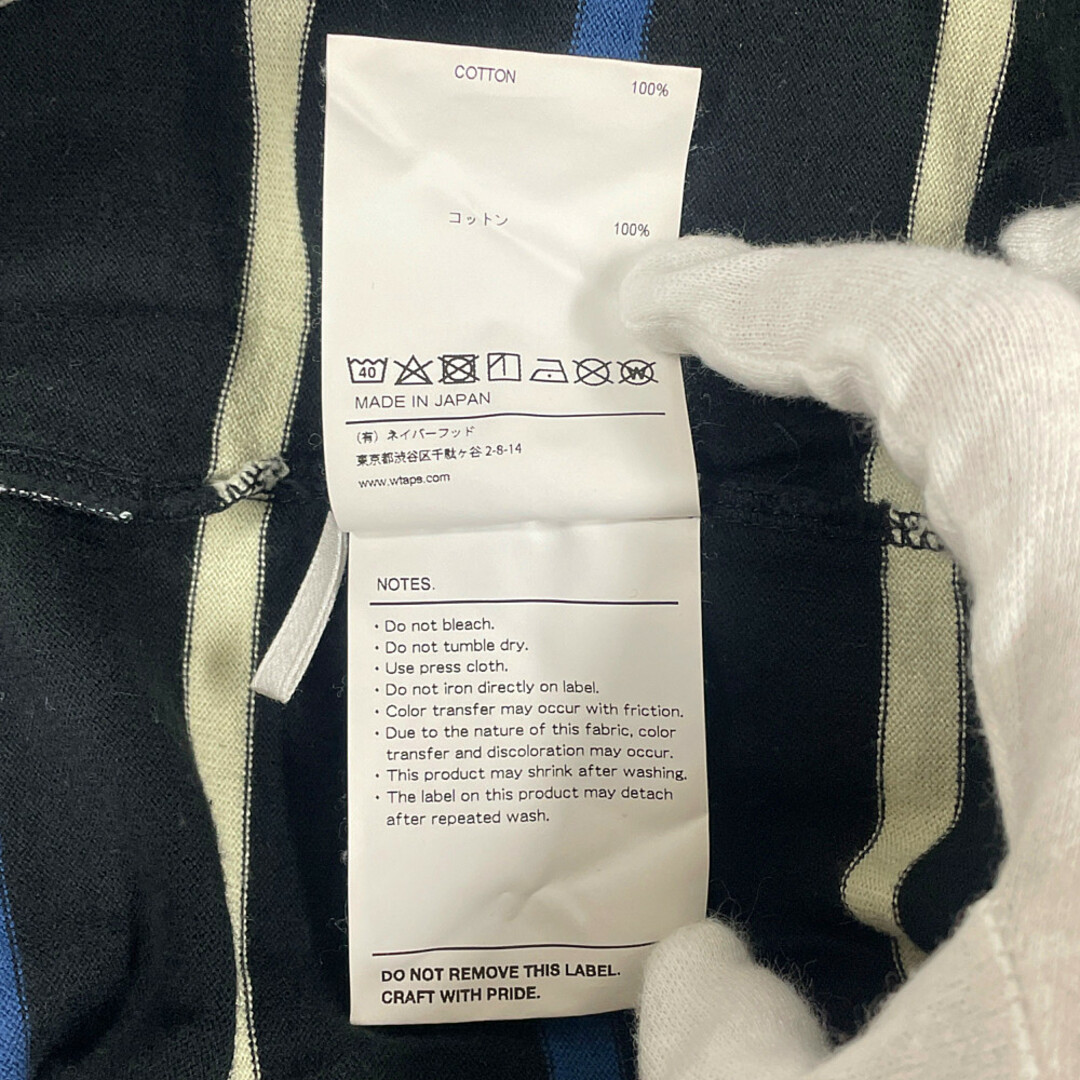 COTTON 100%
コットン 100%
40 W
MADE IN JAPAN
(有) ネイバーフッド
東京都渋谷区千駄ヶ谷 2-8-14
www.wtaps.com
NOTES.
・Do not bleach.
・Do not tumble dry.
・Use press cloth.
・Do not iron directly on label.
・Color transfer may occur with friction.
・Due to the nature of this fabric, color
transfer and discoloration may occur.
・This product may shrink after washing.
・The label on this product may detach
after repeated wash.
DO NOT REMOVE THIS LABEL.
CRAFT WITH PRIDE.